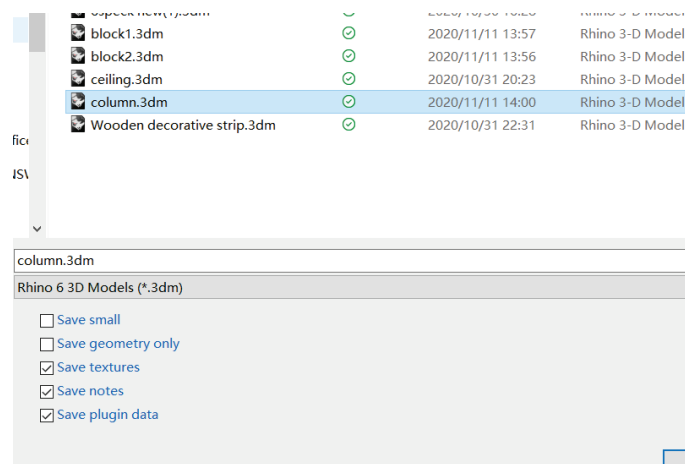 block1.3dm 2020/11/11 13:57 Rhino 3-D Model
block2.3dm 2020/11/11 13:56 Rhino 3-D Model
ceiling.3dm 2020/10/31 20:23 Rhino 3-D Model
column.3dm 2020/11/11 14:00 Rhino 3-D Model
Wooden decorative strip.3dm 2020/10/31 22:31 Rhino 3-D Model
column.3dm
Rhino 6 3D Models (*.3dm)
Save small
Save geometry only
Save textures
Save notes
Save plugin data